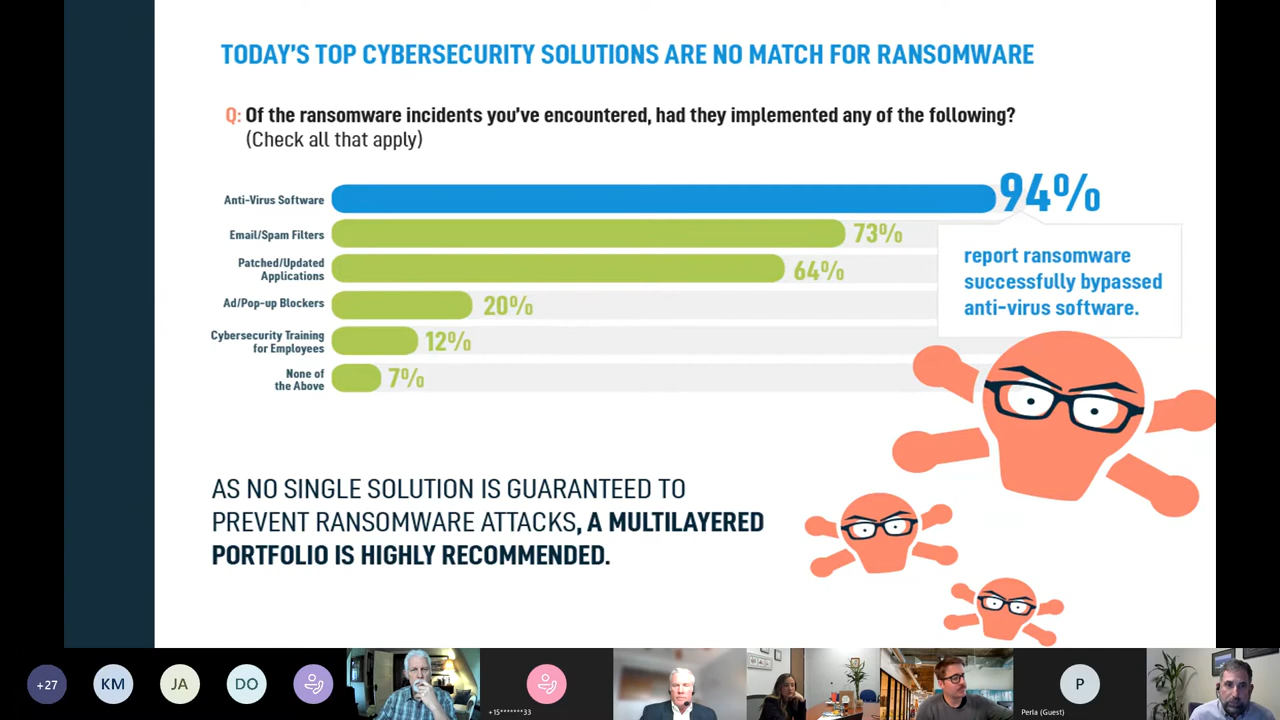 TODAY'S TOP CYBERSECURITY SOLUTIONS ARE NO MATCH FOR RANSOMWARE
Q: Of the ransomware incidents you've encountered, had they implemented any of the following?
(Check all that apply)
Anti-Virus Software
94%
Email/Spam Filters
73%
report ransomware
successfully bypassed
anti-virus software.
Patched/Updated
Applications
64%
Ad/Pop-up Blockers
20%
Cybersecurity Training
for Employees
12%
None of
the Above
7%
AS NO SINGLE SOLUTION IS GUARANTEED TO
PREVENT RANSOMWARE ATTACKS, A MULTILAYERED
PORTFOLIO IS HIGHLY RECOMMENDED.
+27
KM
JA
DO
+15*******33
P
Perla (Guest)